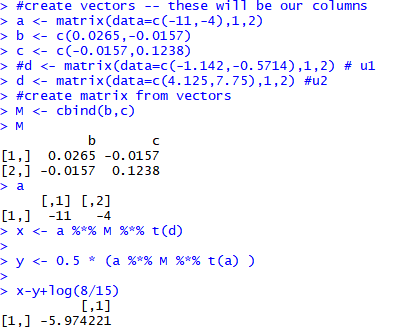 > #create vectors -- these will be our columns
> a <- matrix(data=c(-11,-4),1,2)
> b <- c(0.0265,-0.0157)
> c <- c(-0.0157,0.1238)
> #d <- matrix(data=c(-1.142,-0.5714),1,2) # u1
> d <- matrix(data=c(4.125,7.75),1,2) #u2
> #create matrix from vectors
> M <- cbind(b,c)
> M
           b       c
[1,]  0.0265 -0.0157
[2,] -0.0157  0.1238
> a
     [,1] [,2]
[1,]  -11   -4
> x <- a %*% M %*% t(d)
>
> y <- 0.5 * (a %*% M %*% t(a) )
>
> x-y+log(8/15)
          [,1]
[1,] -5.974221